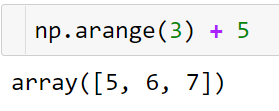 np.arange(3) + 5
array([5, 6, 7])